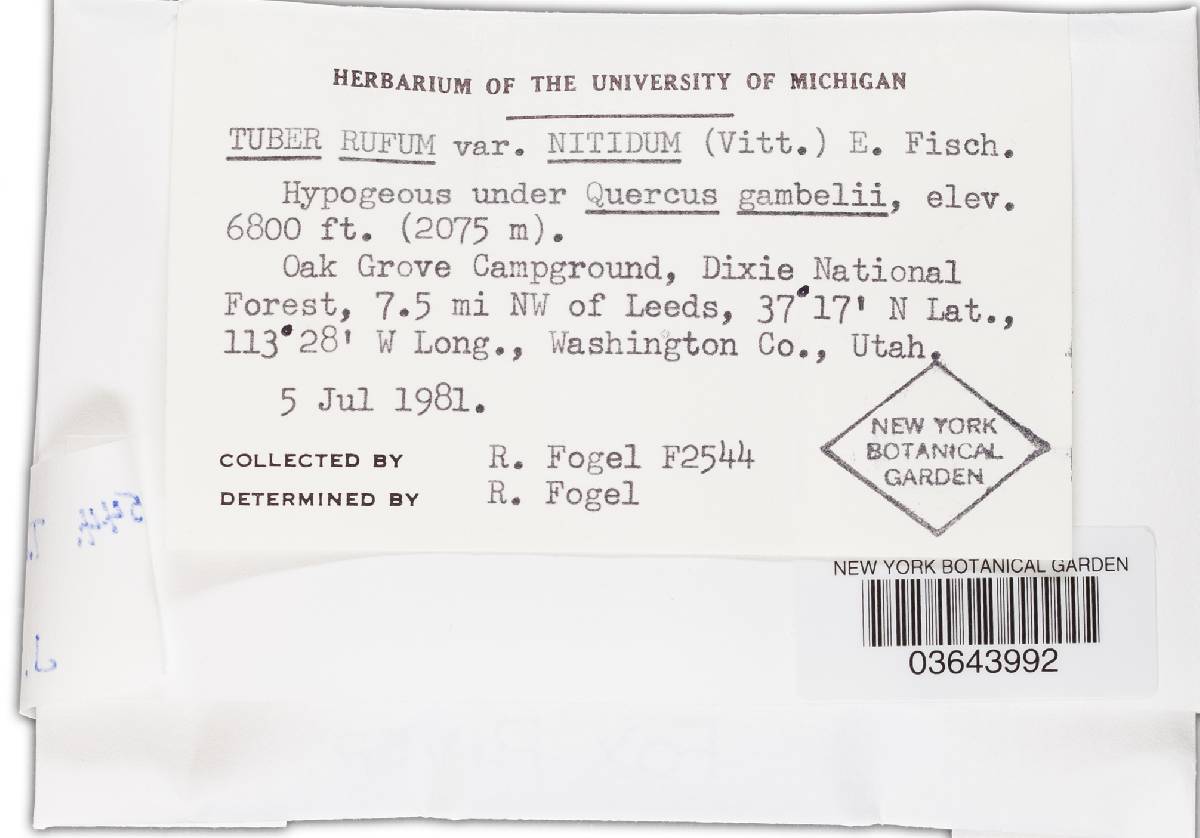 HERBARIUM OF THE UNIVERSITY OF MICHIGAN
TUBER RUFUM var. NITIDUM (Vitt.) E. Fisch.
Hypogeous under Quercus gambelii, elev.
6800 ft. (2075 m).
Oak Grove Campground, Dixie National
Forest, 7.5 mi NW of Leeds, 37°17' N Lat.,
113°28' W Long., Washington Co., Utah.
5 Jul 1981.
COLLECTED BY R. Fogel F2544
DETERMINED BY R. Fogel
NEW YORK
BOTANICAL
GARDEN
NEW YORK BOTANICAL GARDEN
03643992